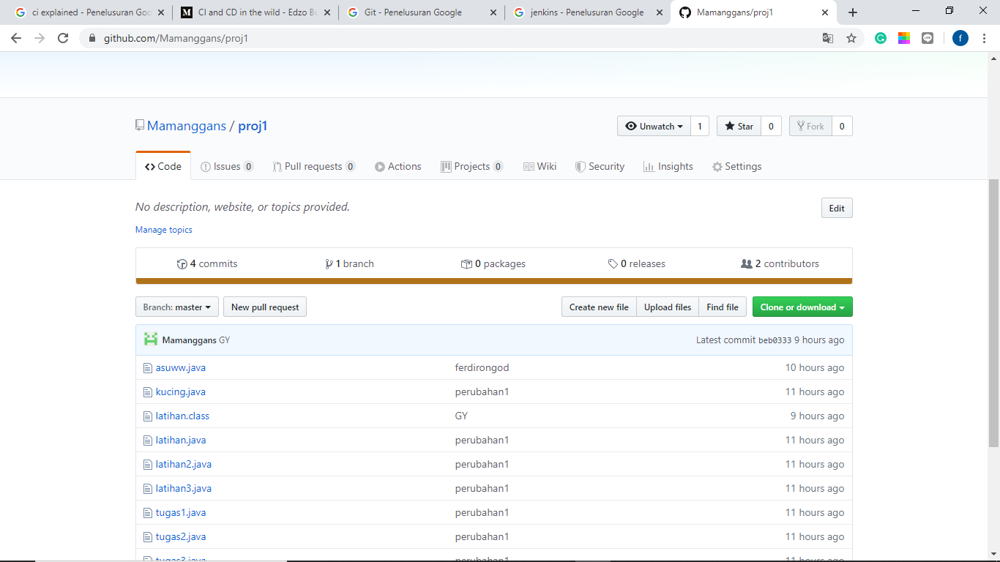 ci explained - Penelusuran Goo
CI and CD in the wild - Edzo Bo
Git - Penelusuran Google
jenkins - Penelusuran Google
Mamanggans/proj1
github.com/Mamanggans/proj1
f
Mamanggans / proj1
Unwatch 1
Star 0
Fork 0
Code
Issues 0
Pull requests 0
Actions
Projects 0
Wiki
Security
Insights
Settings
No description, website, or topics provided.
Edit
Manage topics
4 commits
1 branch
0 packages
0 releases
2 contributors
Branch: master
New pull request
Create new file
Upload files
Find file
Clone or download
Mamanggans GY
Latest commit beb0333 9 hours ago
asuww.java ferdirongod 10 hours ago
kucing.java perubahan1 11 hours ago
latihan.class GY 9 hours ago
latihan.java perubahan1 11 hours ago
latihan2.java perubahan1 11 hours ago
latihan3.java perubahan1 11 hours ago
tugas1.java perubahan1 11 hours ago
tugas2.java perubahan1 11 hours ago
tugas3.java perubahan1 11 hours ago